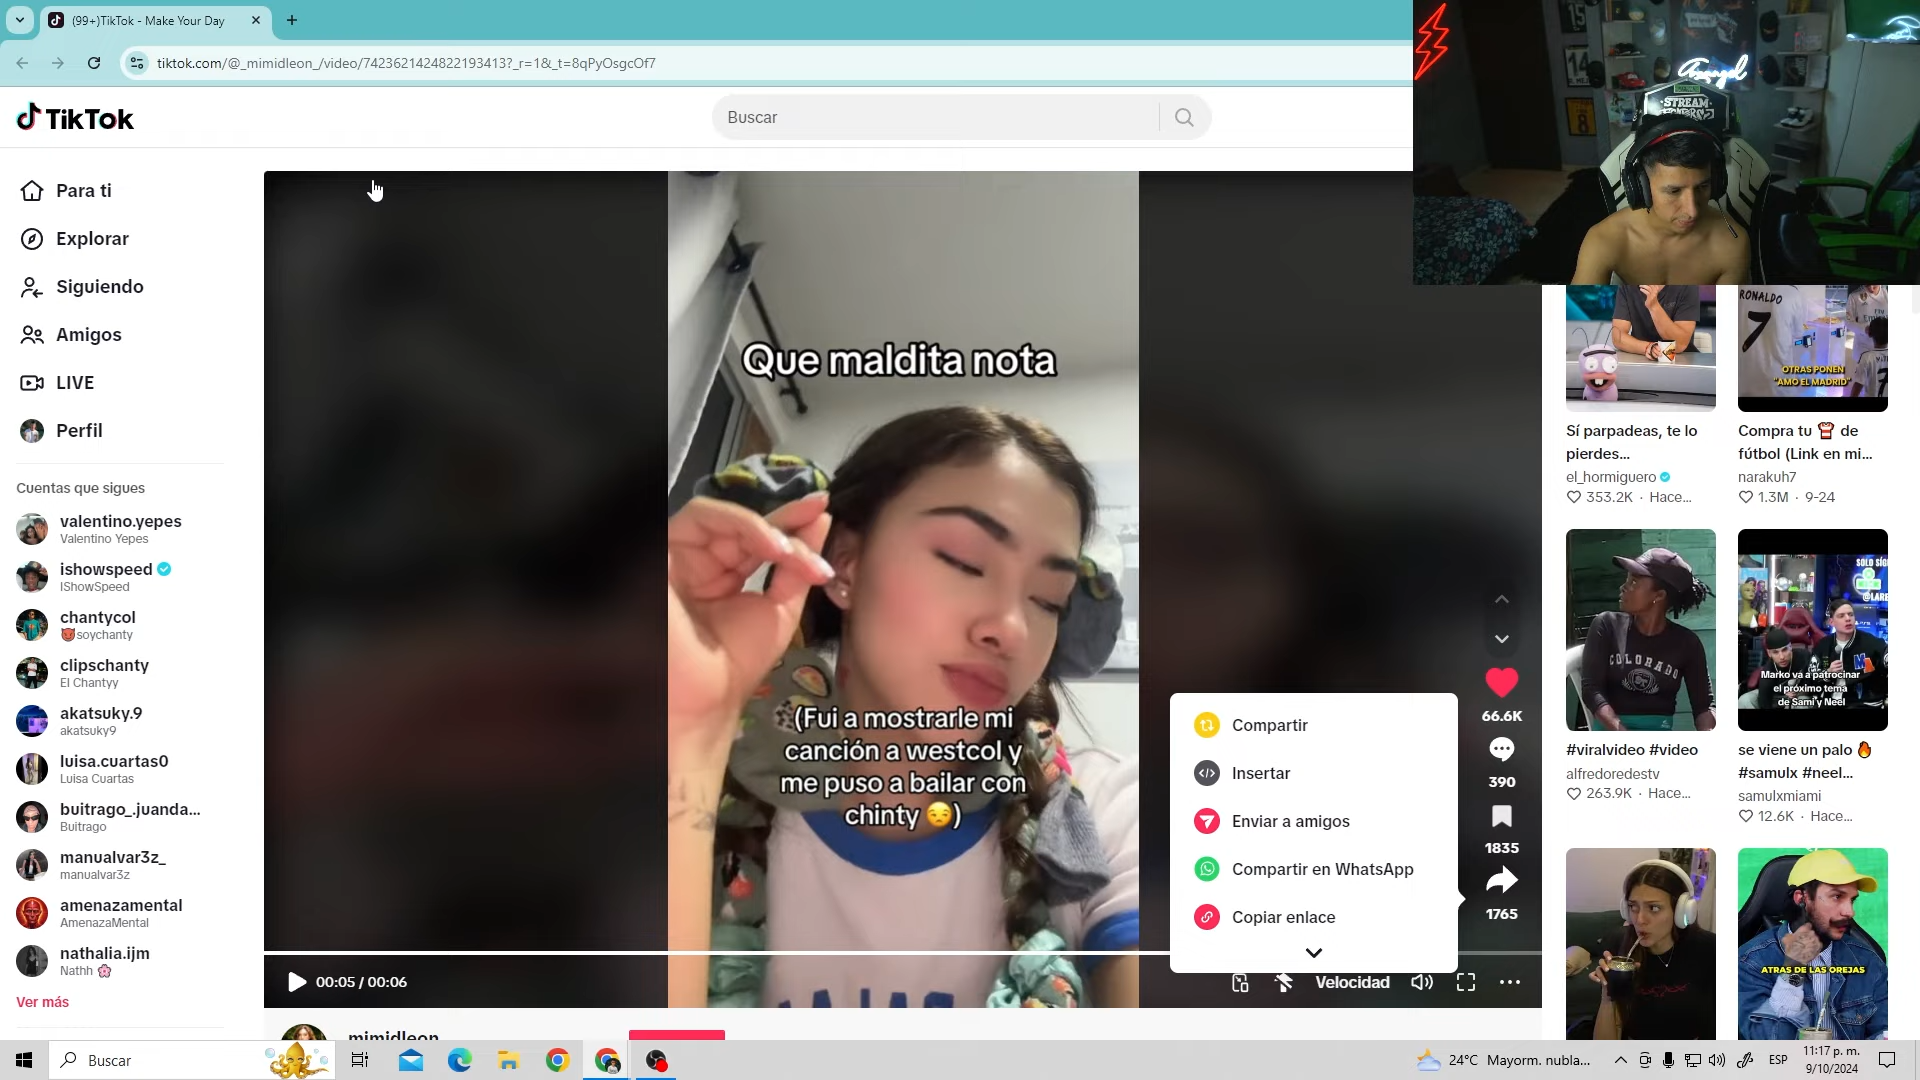 (99+)TikTok - Make Your Day
tiktok.com/@_mimidleon_/video/7423621424822193413?_r=1&_t=8qPyOsgcOf7
TikTok
Buscar
Para ti
Explorar
Siguiendo
Amigos
LIVE
Perfil
Cuentas que sigues
valentino.yepes
Valentino Yepes
ishowspeed
IShowSpeed
chantycol
😈soychanty
clipschanty
El Chantyy
akatsuky.9
akatsuky9
luisa.cuartas0
Luisa Cuartas
buitrago_.juanda...
Buitrago
manualvar3z_
manualvar3z
amenazamental
AmenazaMental
nathalia.ijm
Nathh 🌸
Ver más
Que maldita nota
(Fui a mostrarle mi
canción a westcol y
me puso a bailar con
chinty 😒)
00:05 / 00:06
Velocidad
Compartir
Insertar
Enviar a amigos
Compartir en WhatsApp
Copiar enlace
66.6K
390
1835
1765
mimidleon
STREAM
RONALDO
7
OTRAS PONEN
"AMO EL MADRID"
Sí parpadeas, te lo
pierdes...
el_hormiguero
353.2K · Hace...
Compra tu 👕 de
fútbol (Link en mi...
narakuh7
1.3M · 9-24
COLORADO
#viralvideo #video
alfredoredestv
263.9K · Hace...
Marko va a patrocinar
el próximo tema
de Sami y Neel
se viene un palo 🔥
#samulx #neel...
samulxmiami
12.6K · Hace...
ATRAS DE LAS OREJAS
Buscar
24°C Mayorm. nubla...
ESP
11:17 p. m.
9/10/2024